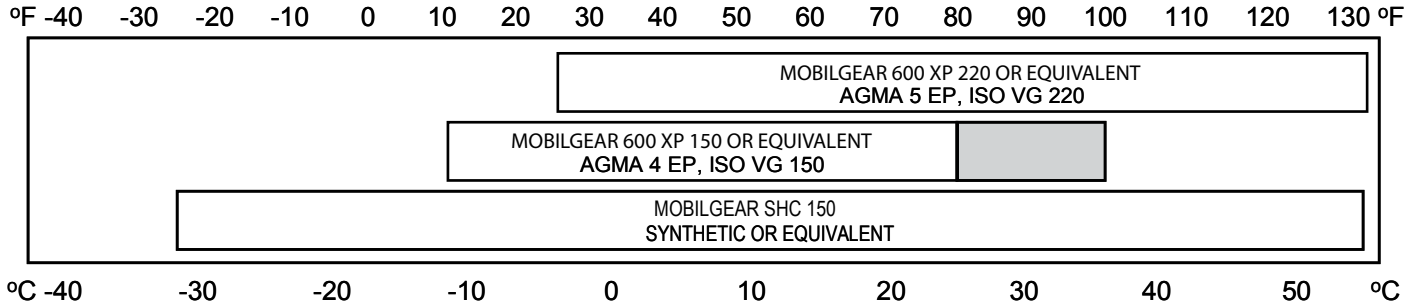 ºF -40 -30 -20 -10 0 10 20 30 40 50 60 70 80 90 100 110 120 130 ºF
MOBILGEAR 600 XP 220 OR EQUIVALENT
AGMA 5 EP, ISO VG 220
MOBILGEAR 600 XP 150 OR EQUIVALENT
AGMA 4 EP, ISO VG 150
MOBILGEAR SHC 150
SYNTHETIC OR EQUIVALENT
ºC -40 -30 -20 -10 0 10 20 30 40 50 ºC